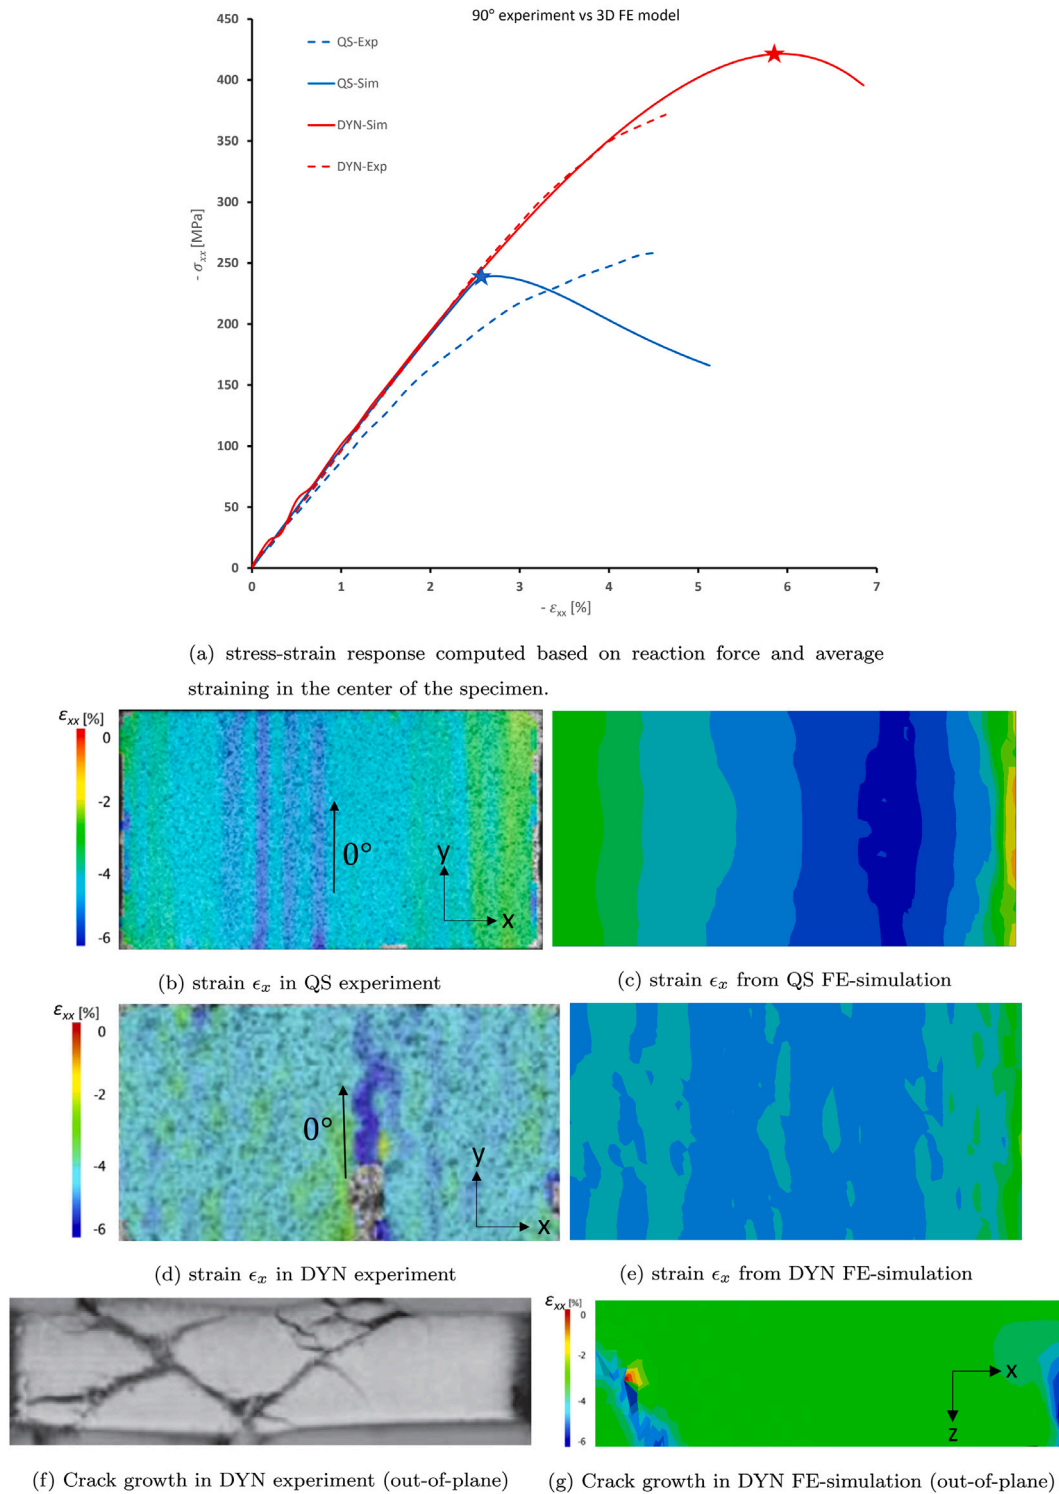 90° experiment vs 3D FE model
450
400
350
300
250
200
150
100
50
0
- σxx [MPa]
QS-Exp
QS-Sim
DYN-Sim
DYN-Exp
0 1 2 3 4 5 6 7
- εxx [%]
(a) stress-strain response computed based on reaction force and average
straining in the center of the specimen.
εxx [%]
0
-2
-4
-6
0°
y
x
(b) strain ϵx in QS experiment
(c) strain ϵx from QS FE-simulation
εxx [%]
0
-2
-4
-6
0°
y
x
(d) strain ϵx in DYN experiment
(e) strain ϵx from DYN FE-simulation
εxx [%]
0
-2
-4
-6
x
z
(f) Crack growth in DYN experiment (out-of-plane)
(g) Crack growth in DYN FE-simulation (out-of-plane)